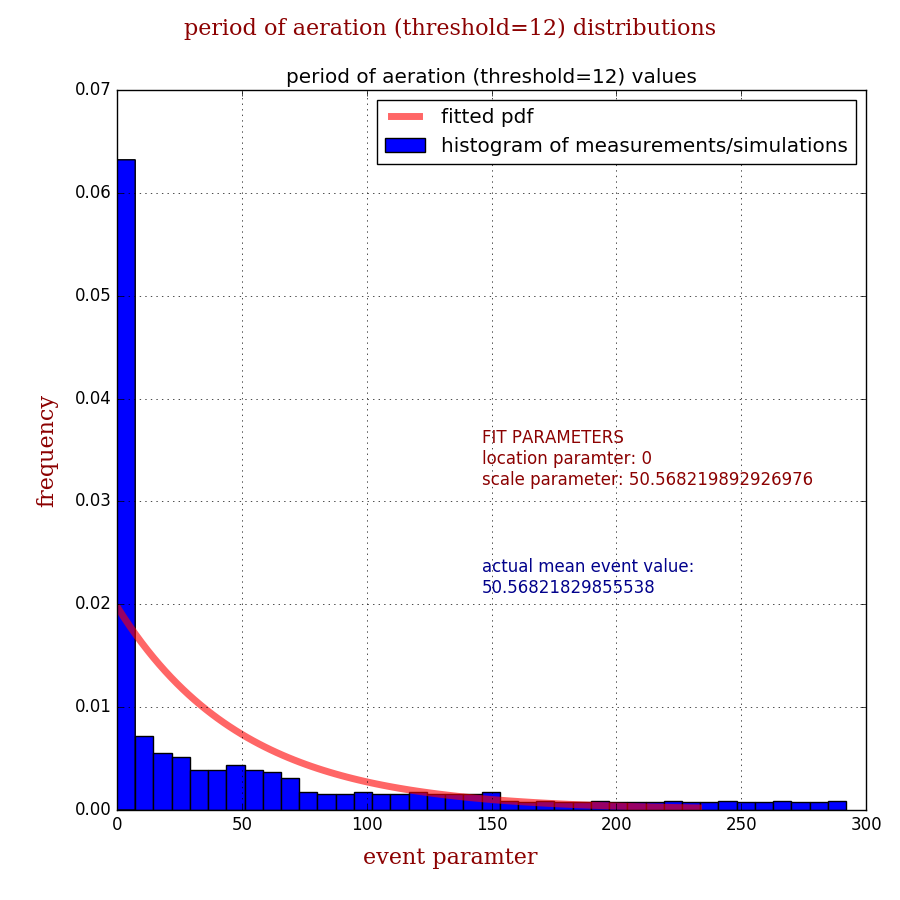 period of aeration (threshold=12) distributions
period of aeration (threshold=12) values
fitted pdf
histogram of measurements/simulations
0.07
0.06
0.05
0.04
0.03
0.02
0.01
0.00
frequency
FIT PARAMETERS
location paramter: 0
scale parameter: 50.568219892926976
actual mean event value:
50.56821829855538
0 50 100 150 200 250 300
event paramter